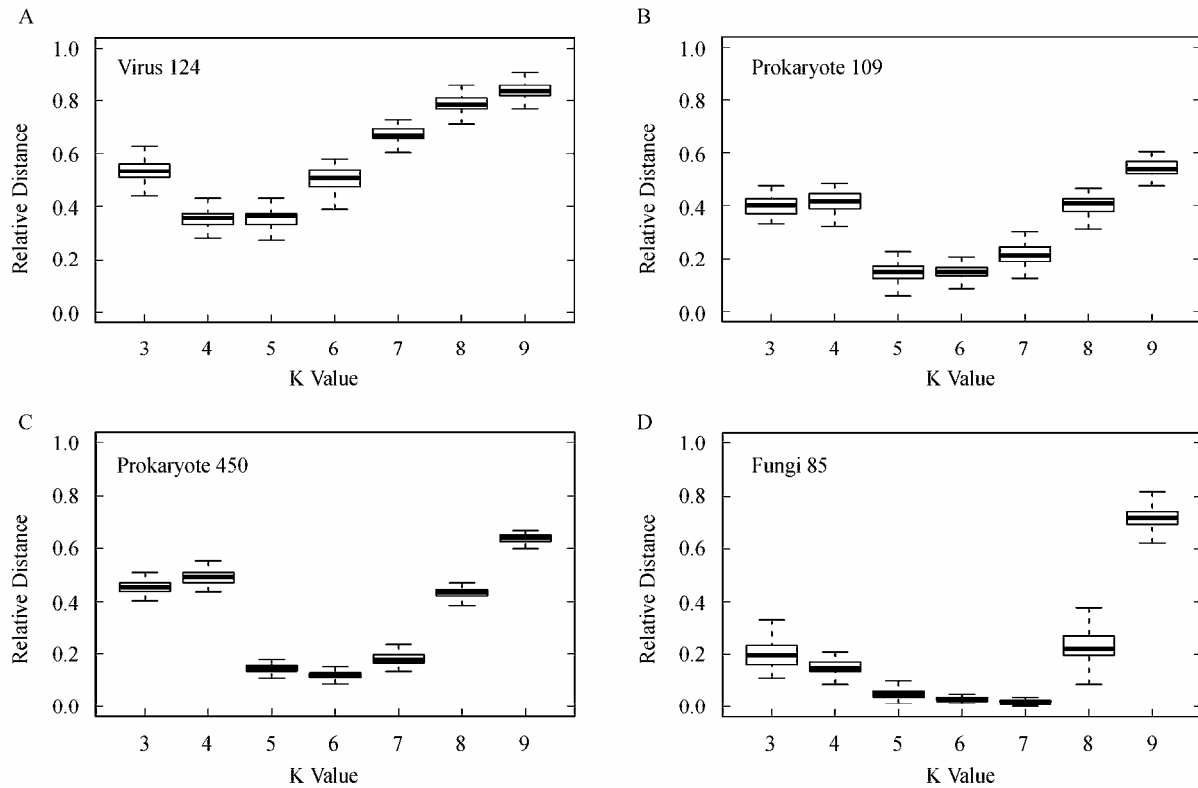 A
Virus 124
Relative Distance
1.0
0.8
0.6
0.4
0.2
0.0
3 4 5 6 7 8 9
K Value
B
Prokaryote 109
Relative Distance
1.0
0.8
0.6
0.4
0.2
0.0
3 4 5 6 7 8 9
K Value
C
Prokaryote 450
Relative Distance
1.0
0.8
0.6
0.4
0.2
0.0
3 4 5 6 7 8 9
K Value
D
Fungi 85
Relative Distance
1.0
0.8
0.6
0.4
0.2
0.0
3 4 5 6 7 8 9
K Value